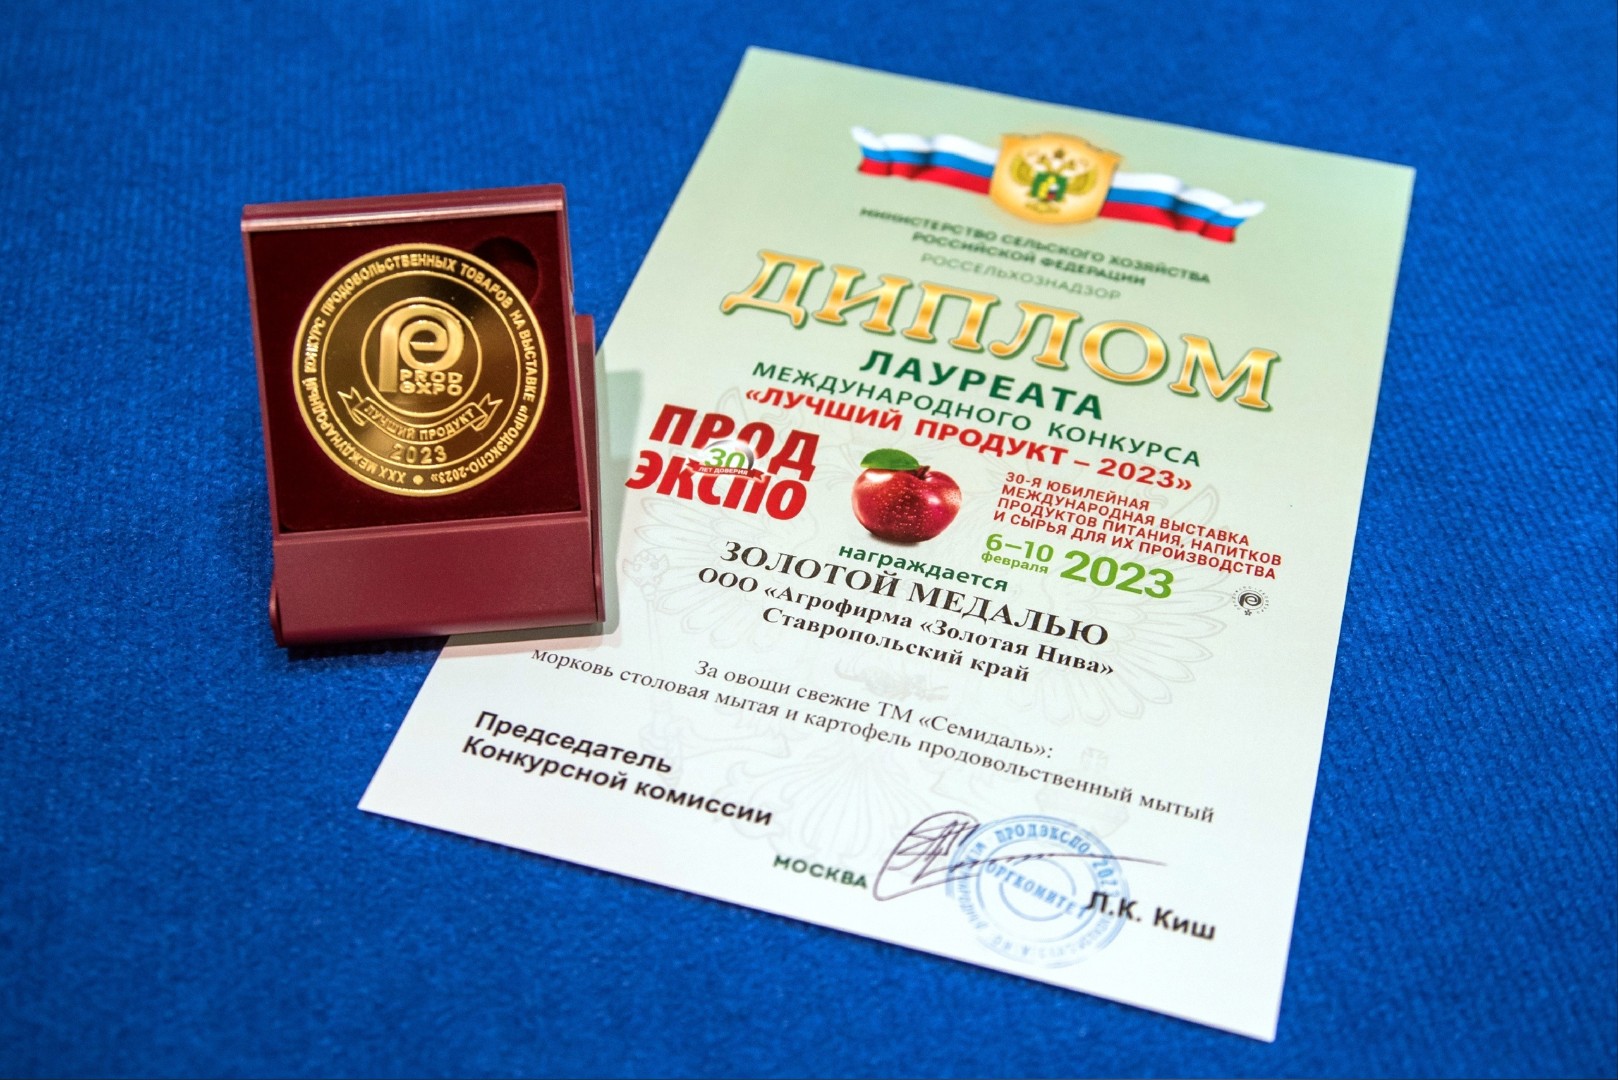 XXX МЕЖДУНАРОДНЫЙ КОНКУРС ПРОДОВОЛЬСТВЕННЫХ ТОВАРОВ НА ВЫСТАВКЕ «ПРОДЭКСПО-2023»
PROD
EXPO
ЛУЧШИЙ ПРОДУКТ
2023
МИНИСТЕРСТВО СЕЛЬСКОГО ХОЗЯЙСТВА
РОССИЙСКОЙ ФЕДЕРАЦИИ
РОССЕЛЬХОЗНАДЗОР
ДИПЛОМ
ЛАУРЕАТА
МЕЖДУНАРОДНОГО КОНКУРСА
«ЛУЧШИЙ ПРОДУКТ – 2023»
ПРОД
30
ЛЕТ ДОВЕРИЯ
ЭКСПО
30-Я ЮБИЛЕЙНАЯ
МЕЖДУНАРОДНАЯ ВЫСТАВКА
ПРОДУКТОВ ПИТАНИЯ, НАПИТКОВ
И СЫРЬЯ ДЛЯ ИХ ПРОИЗВОДСТВА
6–10
февраля 2023
награждается
ЗОЛОТОЙ МЕДАЛЬЮ
ООО «Агрофирма «Золотая Нива»
Ставропольский край
За овощи свежие ТМ «Семидаль»:
морковь столовая мытая и картофель продовольственный мытый
Председатель
Конкурсной комиссии
МОСКВА
ПРОДЭКСПО
ОРГКОМИТЕТ
Л.К. Киш